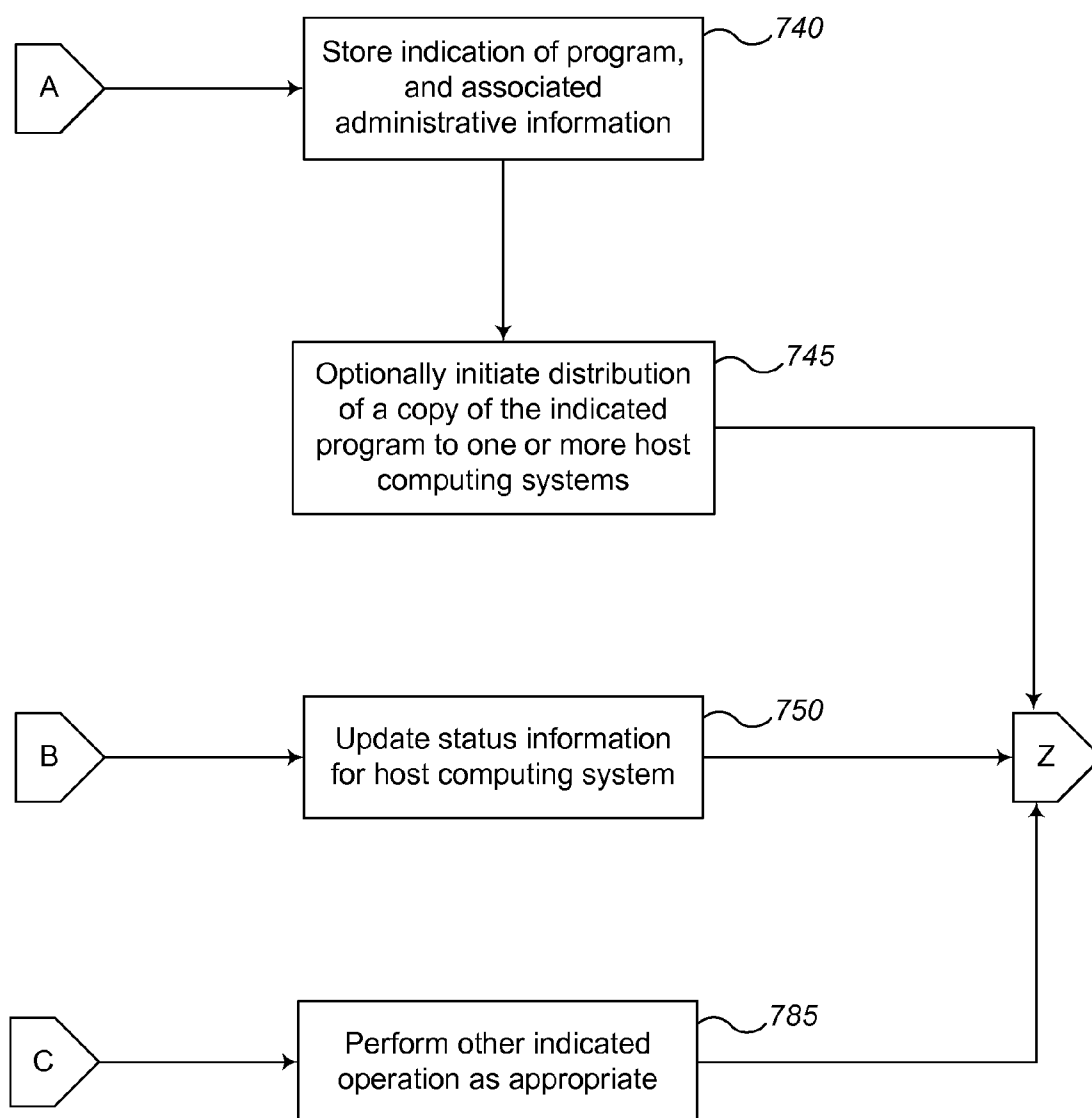 740
A
Store indication of program,
and associated
administrative information
745
Optionally initiate distribution
of a copy of the indicated
program to one or more host
computing systems
750
B
Update status information
for host computing system
Z
785
C
Perform other indicated
operation as appropriate